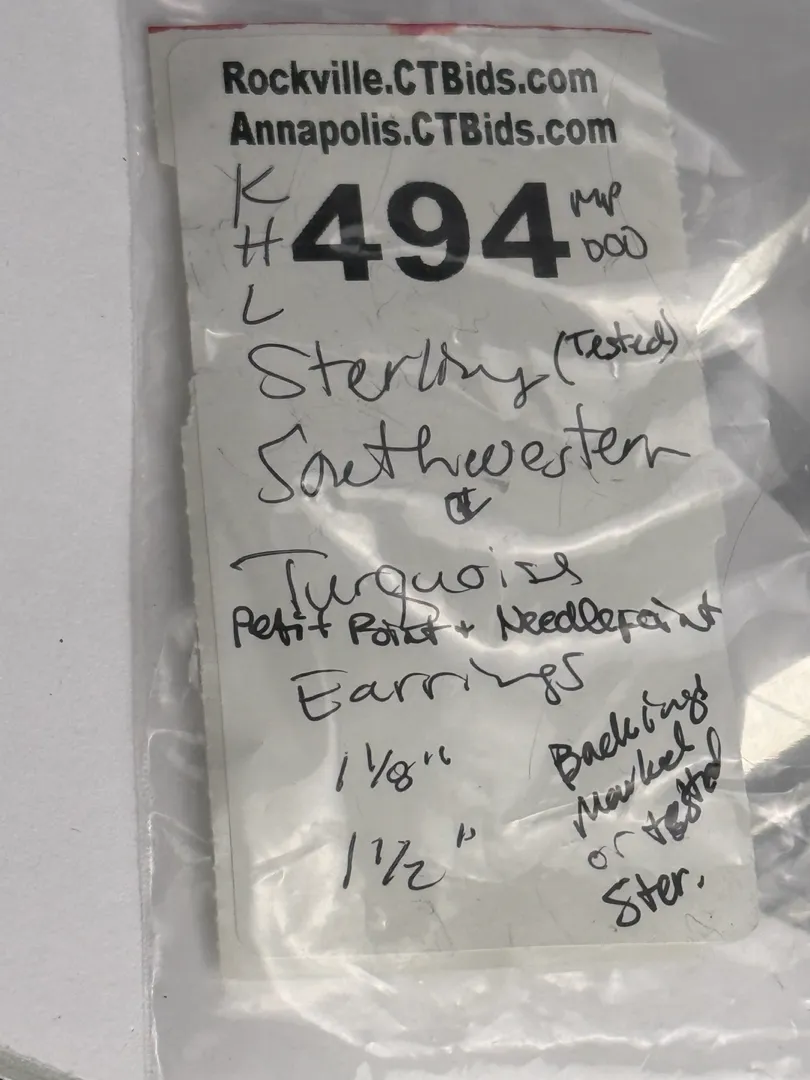 Rockville.CTBids.com
Annapolis.CTBids.com
K
H
L
494
MP
DOD
Sterling (Tested)
Southwestern
Turquoise
Petit Point + Needlepoint
Earrings
1 1/8"
1 1/2"
Backings
Marked
or tested
Ster.